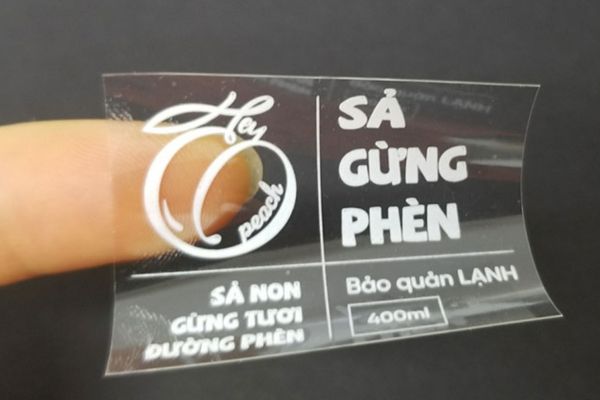 Hey
peach
SẢ
GỪNG
PHÈN
SẢ NON
GỪNG TƯƠI
ĐƯỜNG PHÈN
Bảo quản LẠNH
400ml